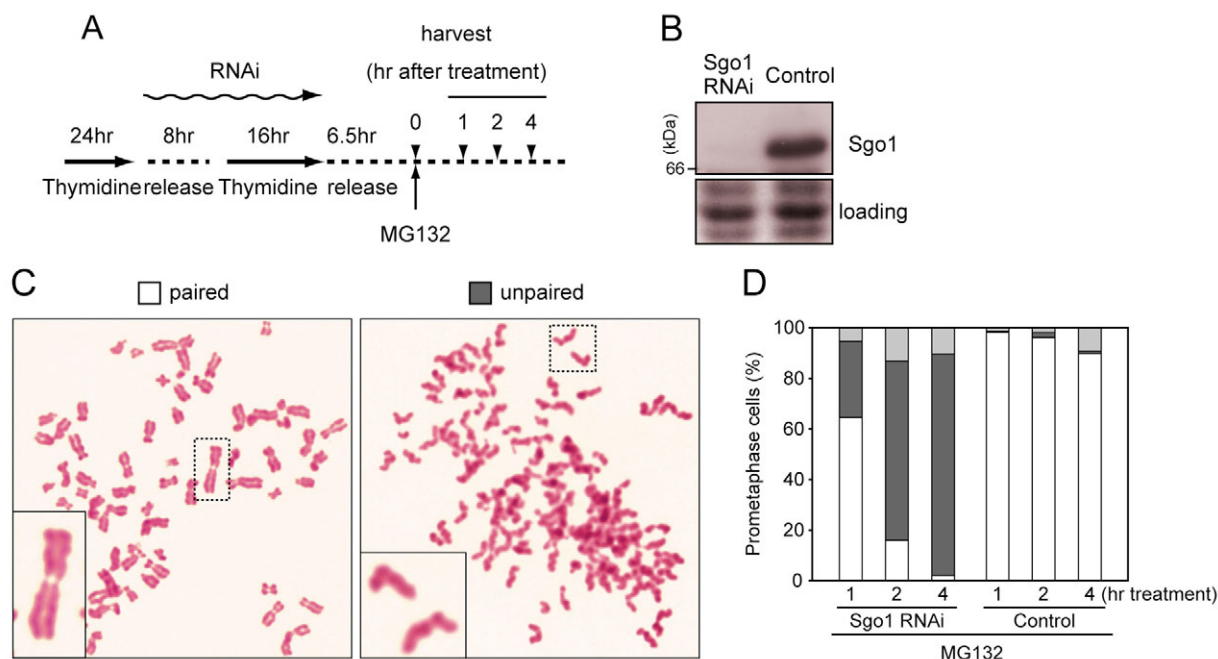 A
harvest
RNAi
(hr after treatment)
24hr
8hr
16hr
6.5hr
0
1
2
4
Thymidine
release
Thymidine
release
MG132
B
Sgo1
RNAi
Control
(kDa)
66
Sgo1
loading
C
paired
unpaired
D
Prometaphase cells (%)
100
80
60
40
20
0
1 2 4 1 2 4 (hr treatment)
Sgo1 RNAi Control
MG132